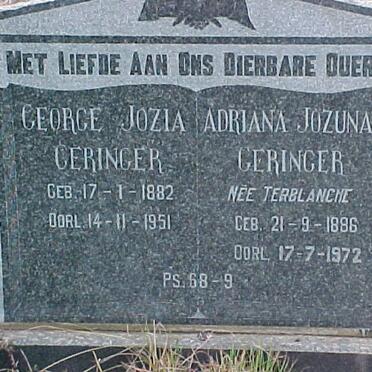 MET LIEFDE AAN ONS DIERBARE OUER
GEORGE JOZIA
GERINGER
GEB. 17-1-1882
OORL. 14-11-1951
ADRIANA JOZUNA
GERINGER
NÉE TERBLANCHE
GEB. 21-9-1886
OORL. 17-7-1972
PS. 68-9